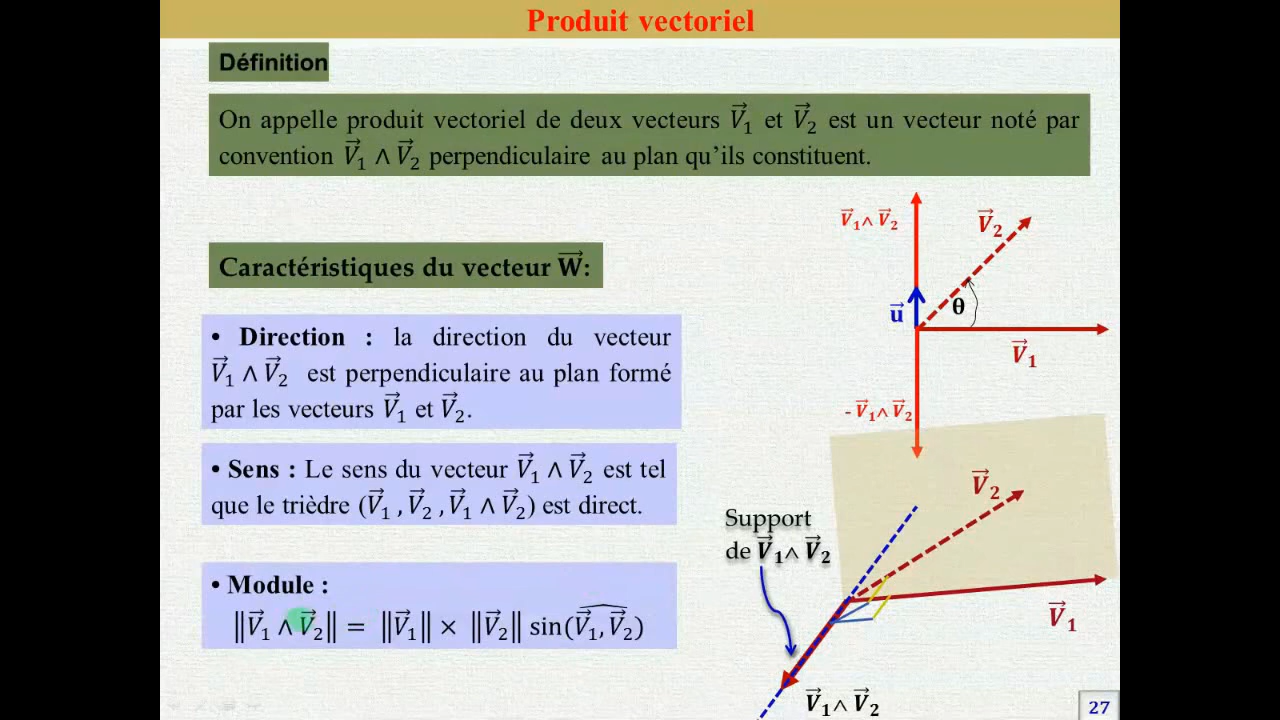 Produit vectoriel
Définition
On appelle produit vectoriel de deux vecteurs V⃗₁ et V⃗₂ est un vecteur noté par
convention V⃗₁ ∧ V⃗₂ perpendiculaire au plan qu’ils constituent.
Caractéristiques du vecteur W⃗:
• Direction : la direction du vecteur
V⃗₁ ∧ V⃗₂ est perpendiculaire au plan formé
par les vecteurs V⃗₁ et V⃗₂.
• Sens : Le sens du vecteur V⃗₁ ∧ V⃗₂ est tel
que le trièdre (V⃗₁ , V⃗₂ , V⃗₁ ∧ V⃗₂) est direct.
• Module :
‖V⃗₁ ∧ V⃗₂‖ = ‖V⃗₁‖ × ‖V⃗₂‖ sin(V⃗₁, V⃗₂)
V⃗₁∧ V⃗₂
V⃗₂
u⃗
θ
V⃗₁
- V⃗₁∧ V⃗₂
V⃗₂
Support
de V⃗₁∧ V⃗₂
V⃗₁
V⃗₁∧ V⃗₂
27